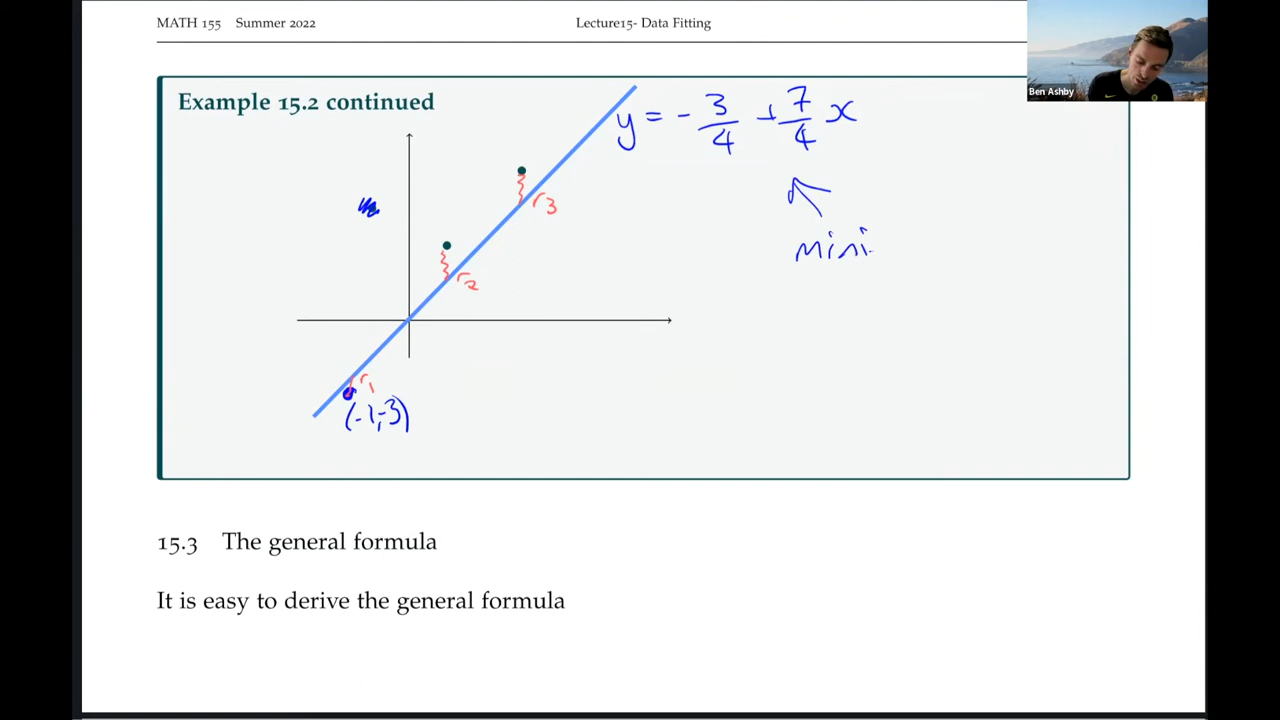 MATH 155 Summer 2022 Lecture15- Data Fitting
Ben Ashby
Example 15.2 continued
y = - 3/4 + 7/4 x
r3
mini
r2
r1
(-1,-3)
15.3 The general formula
It is easy to derive the general formula